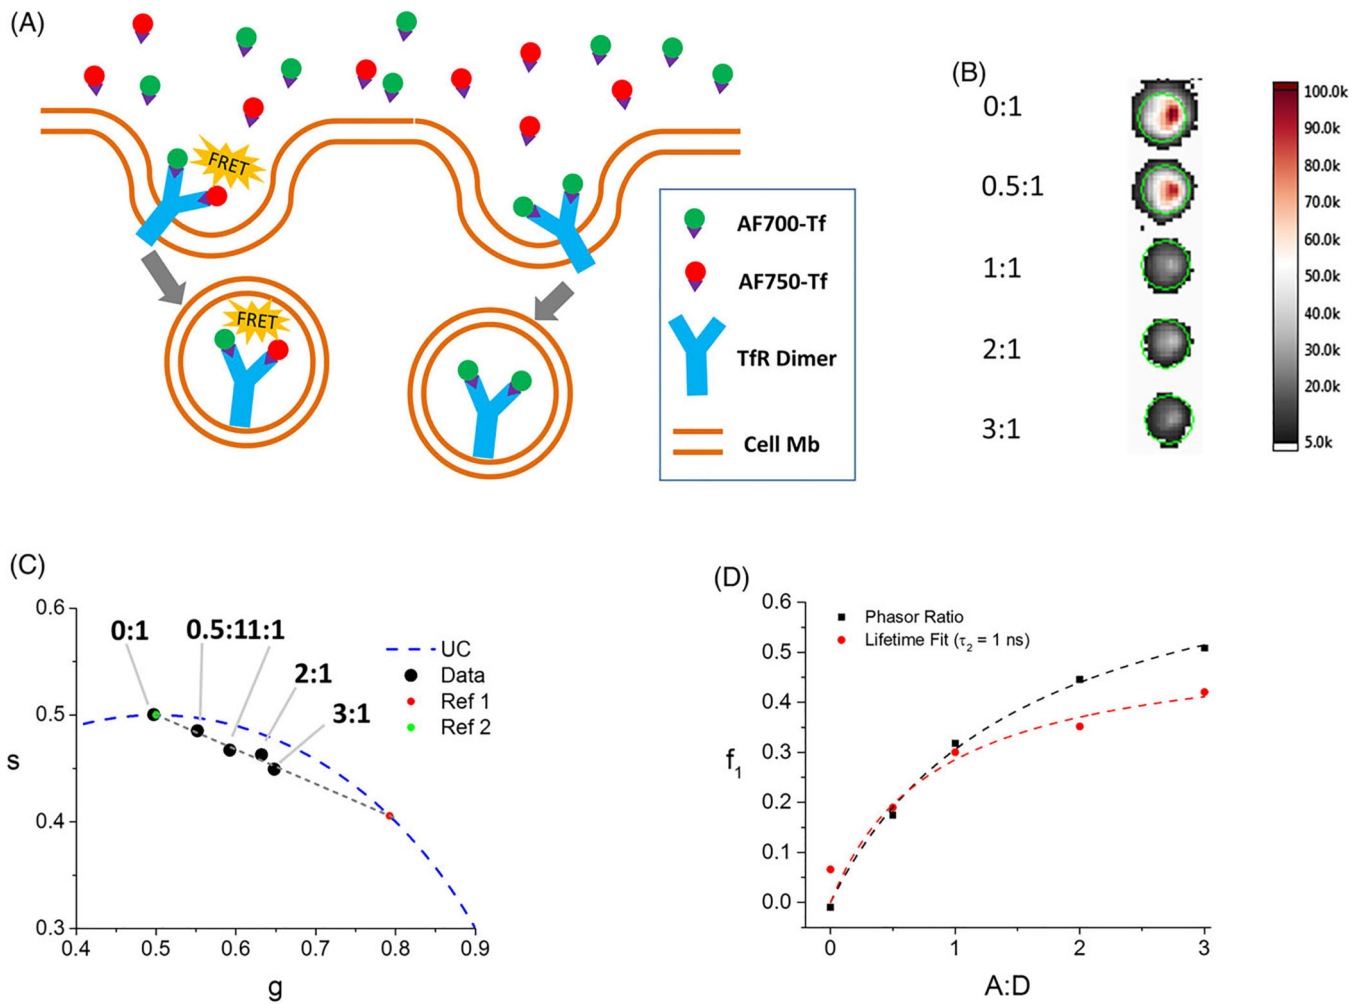 (A)
FRET
FRET
AF700-Tf
AF750-Tf
TfR Dimer
Cell Mb
(B)
0:1
0.5:1
1:1
2:1
3:1
100.0k
90.0k
80.0k
70.0k
60.0k
50.0k
40.0k
30.0k
20.0k
5.0k
(C)
0.6
0.5
0.4
0.3
s
0:1
0.5:11:1
2:1
3:1
UC
Data
Ref 1
Ref 2
0.4 0.5 0.6 0.7 0.8 0.9
g
(D)
0.6
0.5
0.4
0.3
0.2
0.1
0.0
f₁
Phasor Ratio
Lifetime Fit (τ₂ = 1 ns)
0 1 2 3
A:D